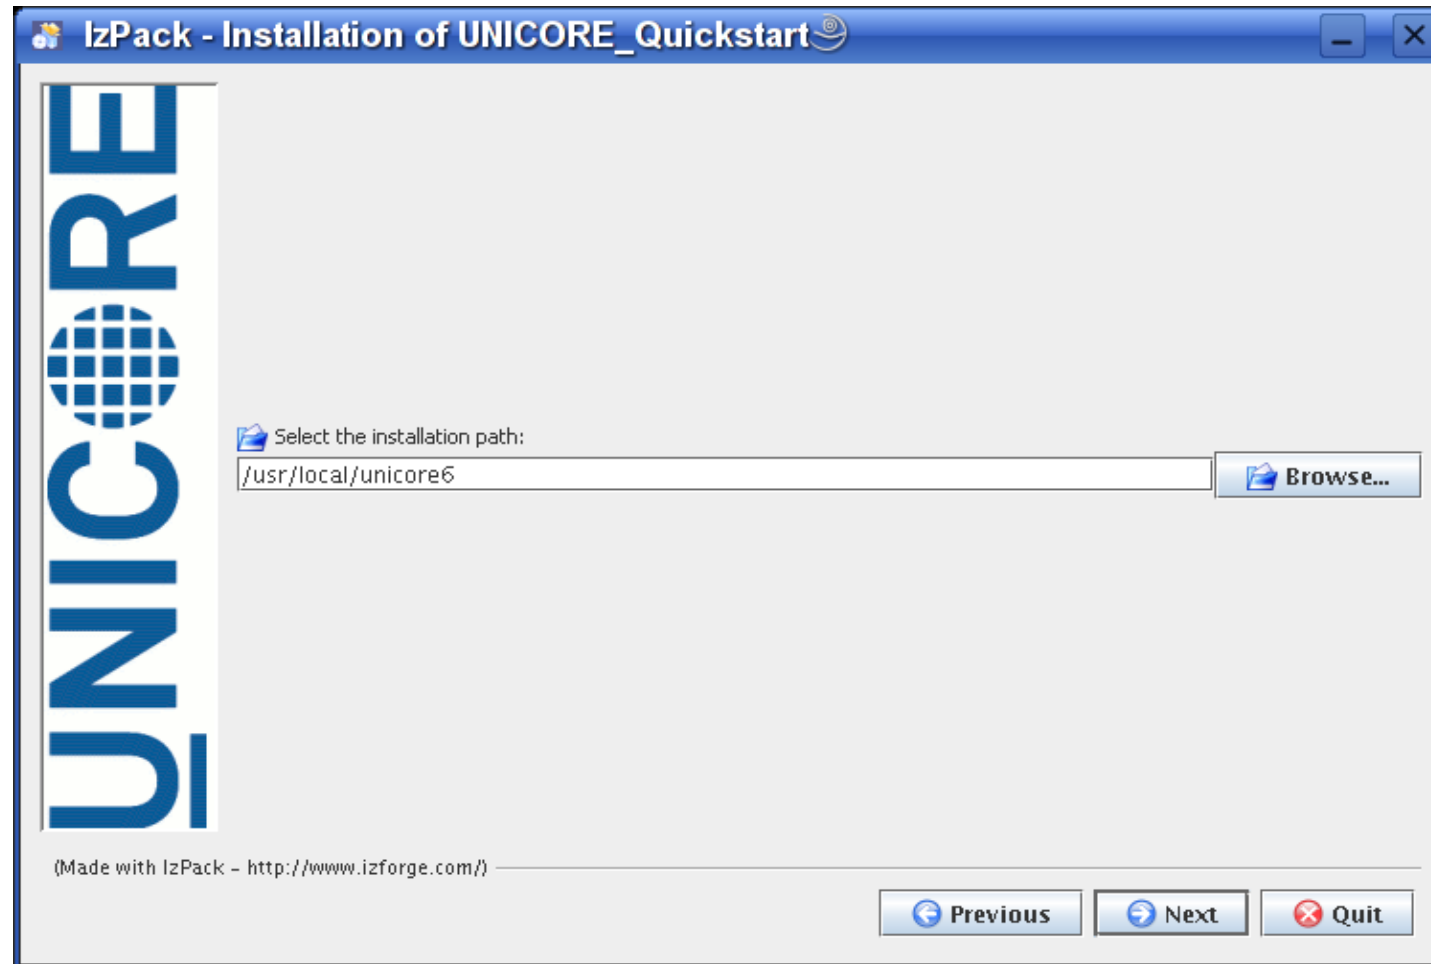 IzPack - Installation of UNICORE_Quickstart
UNICORE
Select the installation path:
/usr/local/unicore6
Browse...
(Made with IzPack - http://www.izforge.com/)
Previous
Next
Quit